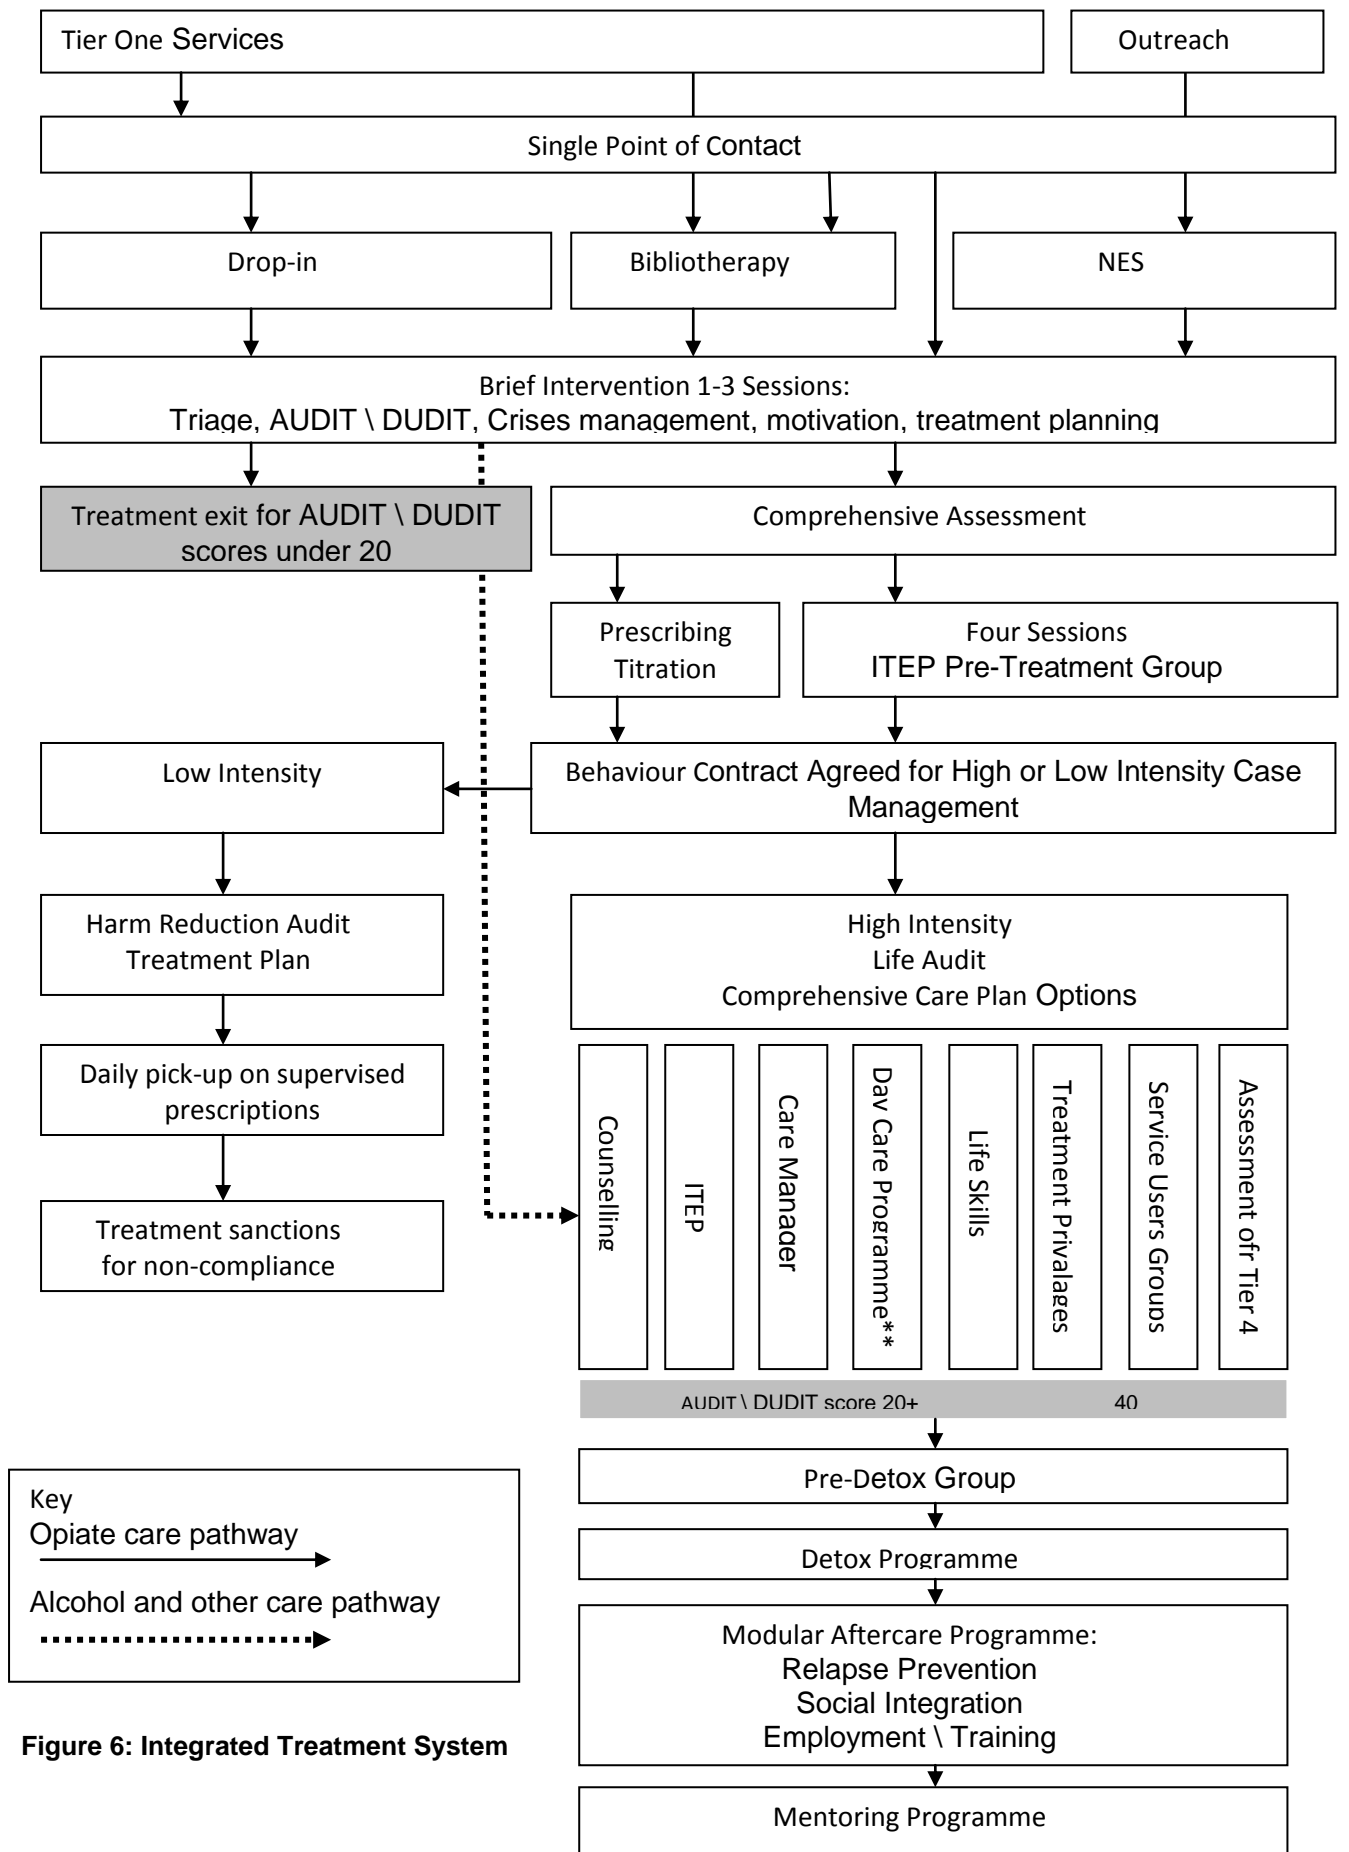 Tier One Services
Outreach
Single Point of Contact
Drop-in
Bibliotherapy
NES
Brief Intervention 1-3 Sessions:
Triage, AUDIT \ DUDIT, Crises management, motivation, treatment planning
Treatment exit for AUDIT \ DUDIT
scores under 20
Comprehensive Assessment
Prescribing
Titration
Four Sessions
ITEP Pre-Treatment Group
Low Intensity
Behaviour Contract Agreed for High or Low Intensity Case
Management
Harm Reduction Audit
Treatment Plan
High Intensity
Life Audit
Comprehensive Care Plan Options
Daily pick-up on supervised
prescriptions
Treatment sanctions
for non-compliance
Counselling
ITEP
Care Manager
Day Care Programme**
Life Skills
Treatment Privalages
Service Users Groups
Assessment ofr Tier 4
AUDIT \ DUDIT score 20+ 40
Pre-Detox Group
Detox Programme
Modular Aftercare Programme:
Relapse Prevention
Social Integration
Employment \ Training
Mentoring Programme
Key
Opiate care pathway
Alcohol and other care pathway
Figure 6: Integrated Treatment System